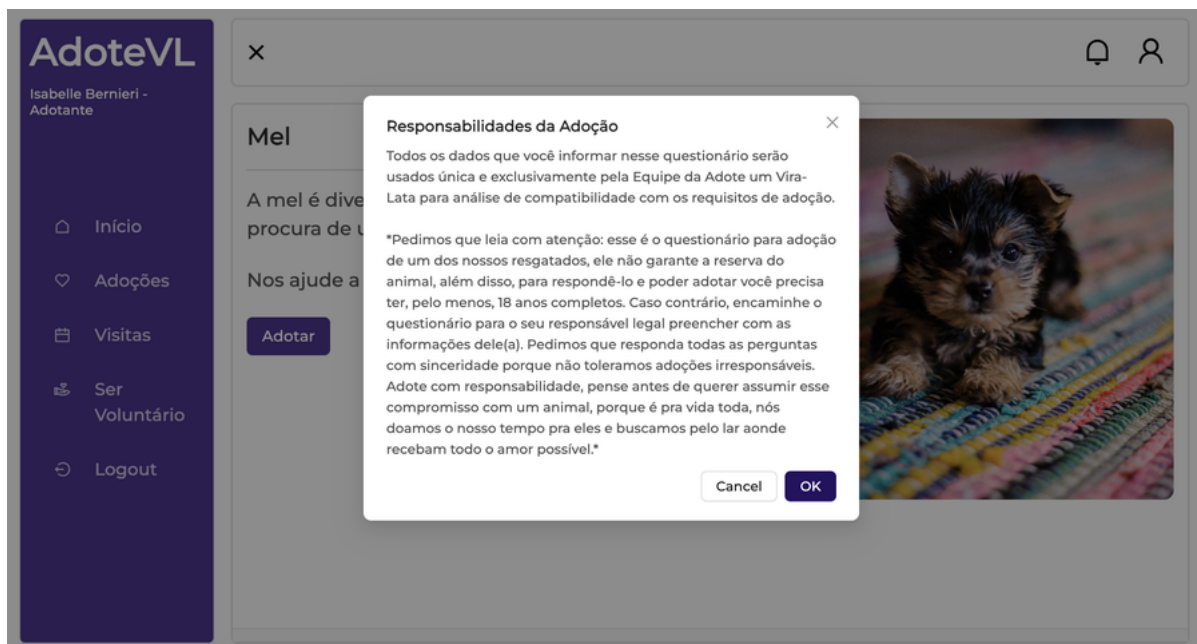 AdoteVL
Isabelle Bernieri -
Adotante
Início
Adoções
Visitas
Ser
Voluntário
Logout
Mel
A mel é dive
procura de u
Nos ajude a
Adotar
Responsabilidades da Adoção
Todos os dados que você informar nesse questionário serão
usados única e exclusivamente pela Equipe da Adote um Vira-
Lata para análise de compatibilidade com os requisitos de adoção.
*Pedimos que leia com atenção: esse é o questionário para adoção
de um dos nossos resgatados, ele não garante a reserva do
animal, além disso, para respondê-lo e poder adotar você precisa
ter, pelo menos, 18 anos completos. Caso contrário, encaminhe o
questionário para o seu responsável legal preencher com as
informações dele(a). Pedimos que responda todas as perguntas
com sinceridade porque não toleramos adoções irresponsáveis.
Adote com responsabilidade, pense antes de querer assumir esse
compromisso com um animal, porque é pra vida toda, nós
doamos o nosso tempo pra eles e buscamos pelo lar aonde
recebam todo o amor possível.*
Cancel
OK